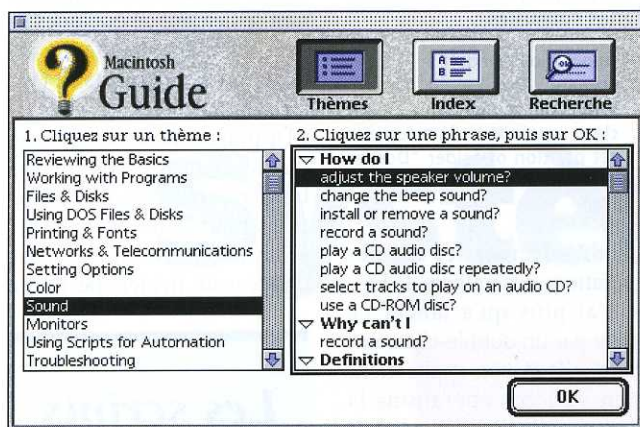 Macintosh
Guide
Thèmes
Index
Recherche
1. Cliquez sur un thème :
Reviewing the Basics
Working with Programs
Files & Disks
Using DOS Files & Disks
Printing & Fonts
Networks & Telecommunications
Setting Options
Color
Sound
Monitors
Using Scripts for Automation
Troubleshooting
2. Cliquez sur une phrase, puis sur OK :
How do I
adjust the speaker volume?
change the beep sound?
install or remove a sound?
record a sound?
play a CD audio disc?
play a CD audio disc repeatedly?
select tracks to play on an audio CD?
use a CD-ROM disc?
Why can't I
record a sound?
Definitions
OK